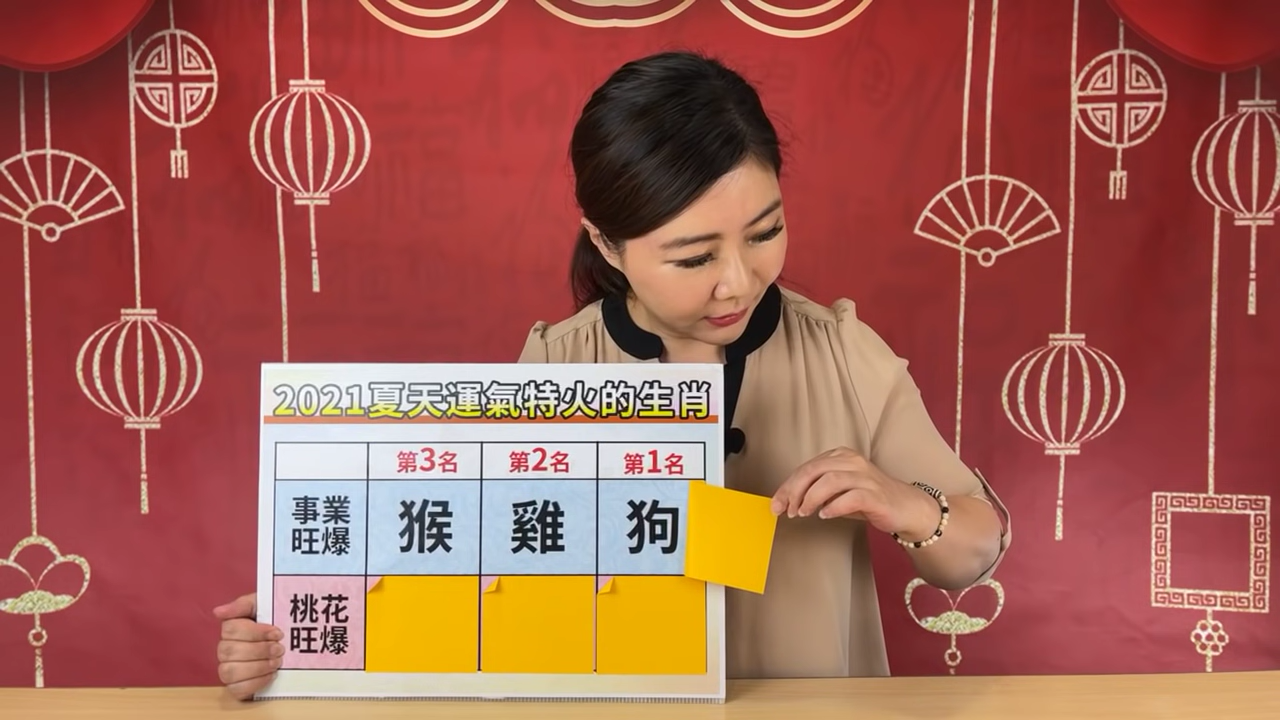 2021夏天運氣特火的生肖
第3名 第2名 第1名
事業旺爆 猴 雞 狗
桃花旺爆